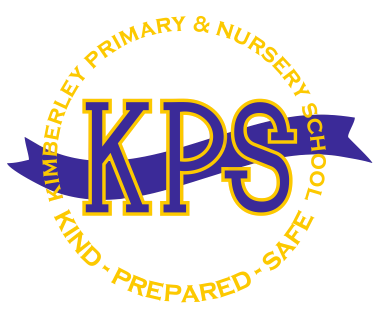 KIMBERLEY PRIMARY & NURSERY SCHOOL
KPS
KIND - PREPARED - SAFE